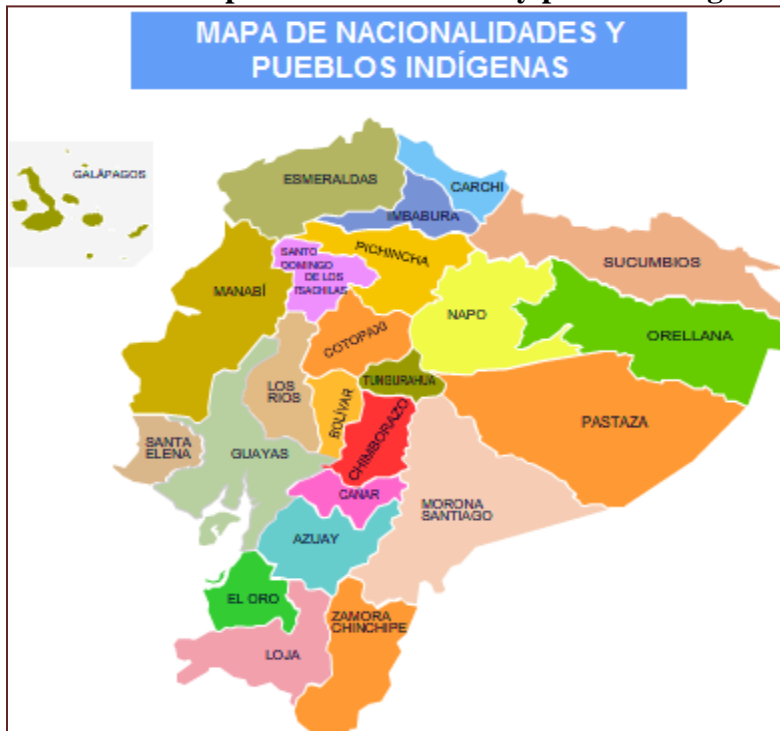 MAPA DE NACIONALIDADES Y
PUEBLOS INDÍGENAS
GALÁPAGOS
ESMERALDAS
CARCHI
IMBABURA
PICHINCHA
SANTO
DOMINGO
DE LOS
TSACHILAS
SUCUMBIOS
MANABÍ
NAPO
ORELLANA
COTOPAXI
TUNGURAHUA
LOS
RIOS
BOLÍVAR
CHIMBORAZO
PASTAZA
SANTA
ELENA
GUAYAS
CAÑAR
MORONA
SANTIAGO
AZUAY
EL ORO
ZAMORA
CHINCHIPE
LOJA